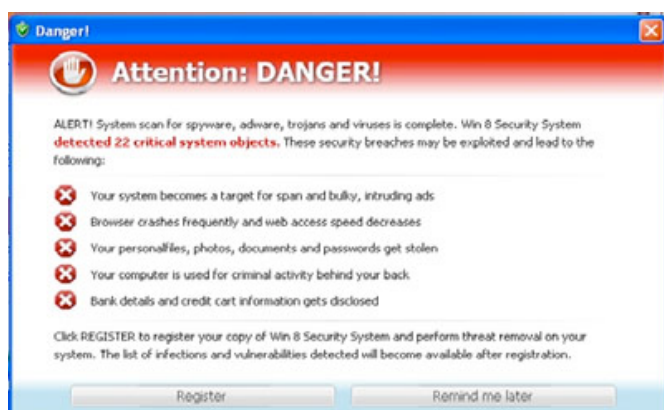 Danger!
Attention: DANGER!
ALERT! System scan for spyware, adware, trojans and viruses is complete. Win 8 Security System
detected 22 critical system objects. These security breaches may be exploited and lead to the
following:
Your system becomes a target for span and bulky, intruding ads
Browser crashes frequently and web access speed decreases
Your personalfiles, photos, documents and passwords get stolen
Your computer is used for criminal activity behind your back
Bank details and credit cart information gets disclosed
Click REGISTER to register your copy of Win 8 Security System and perform threat removal on your
system. The list of infections and vulnerabilities detected will become available after registration.
Register
Remind me later